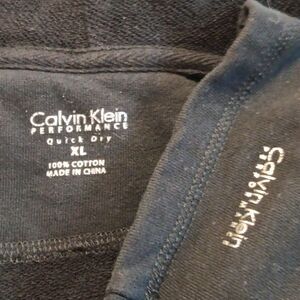 Calvin Klein
PERFORMANCE
Quick Dry
XL
100% COTTON
MADE IN CHINA
Calvin Klein